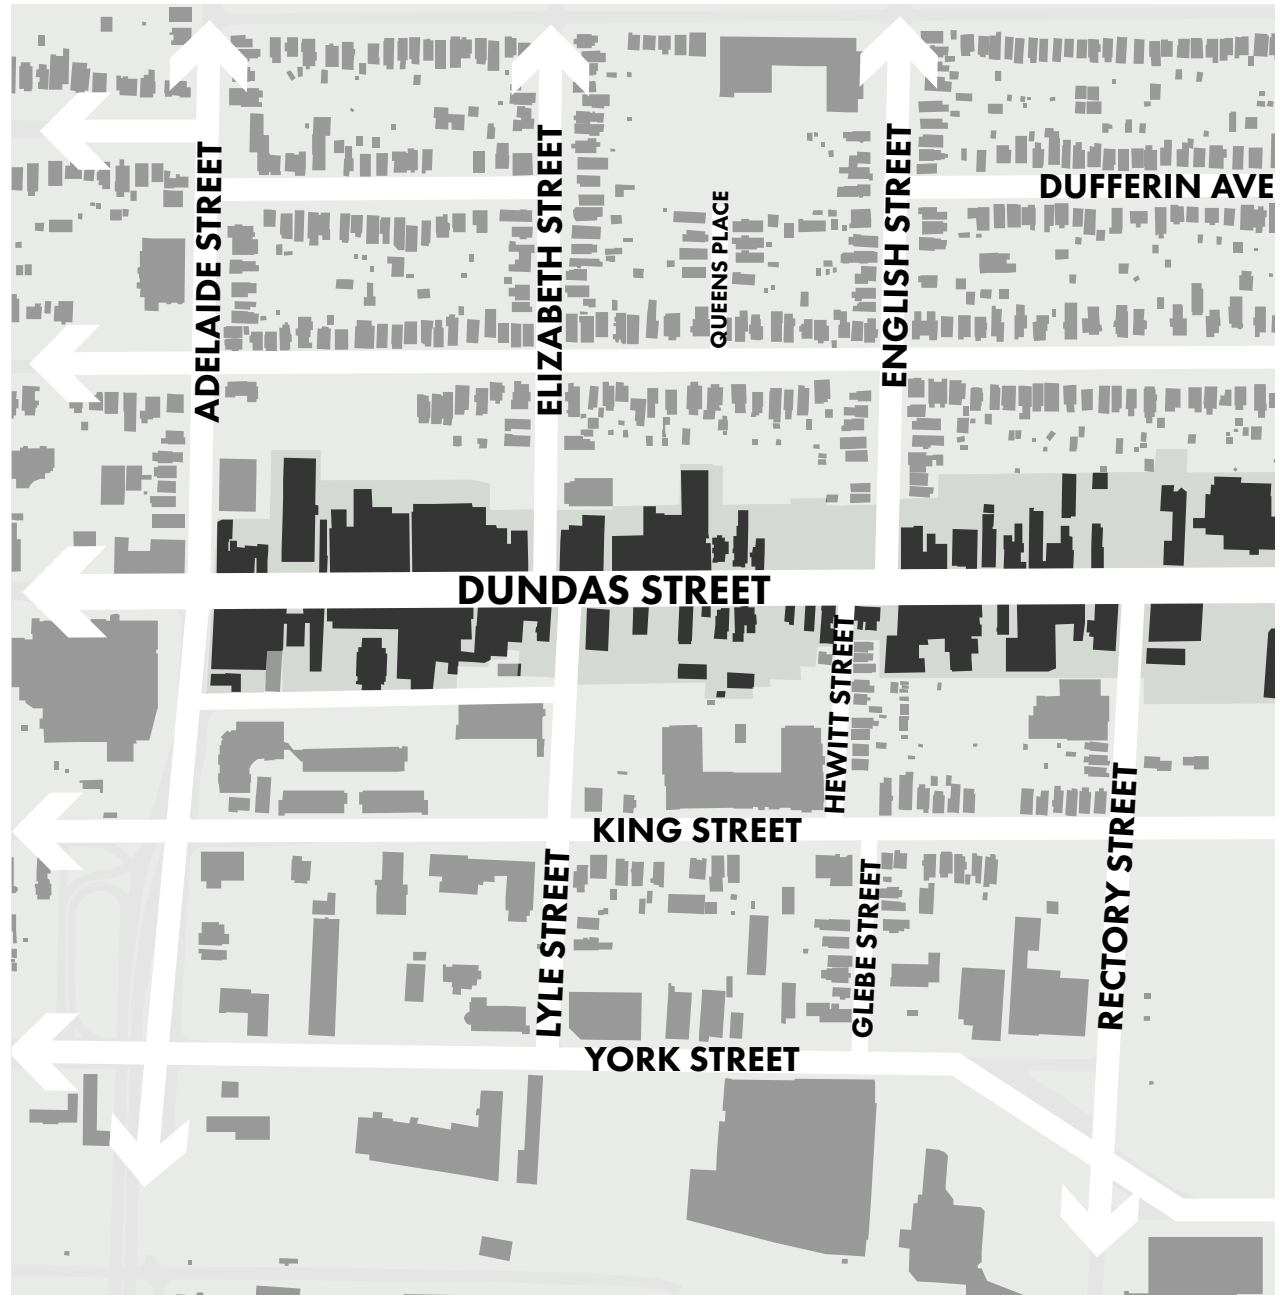 DUFFERIN AVE
ADELAIDE STREET
ELIZABETH STREET
QUEENS PLACE
ENGLISH STREET
DUNDAS STREET
HEWITT STREET
KING STREET
RECTORY STREET
LYLE STREET
GLEBE STREET
YORK STREET